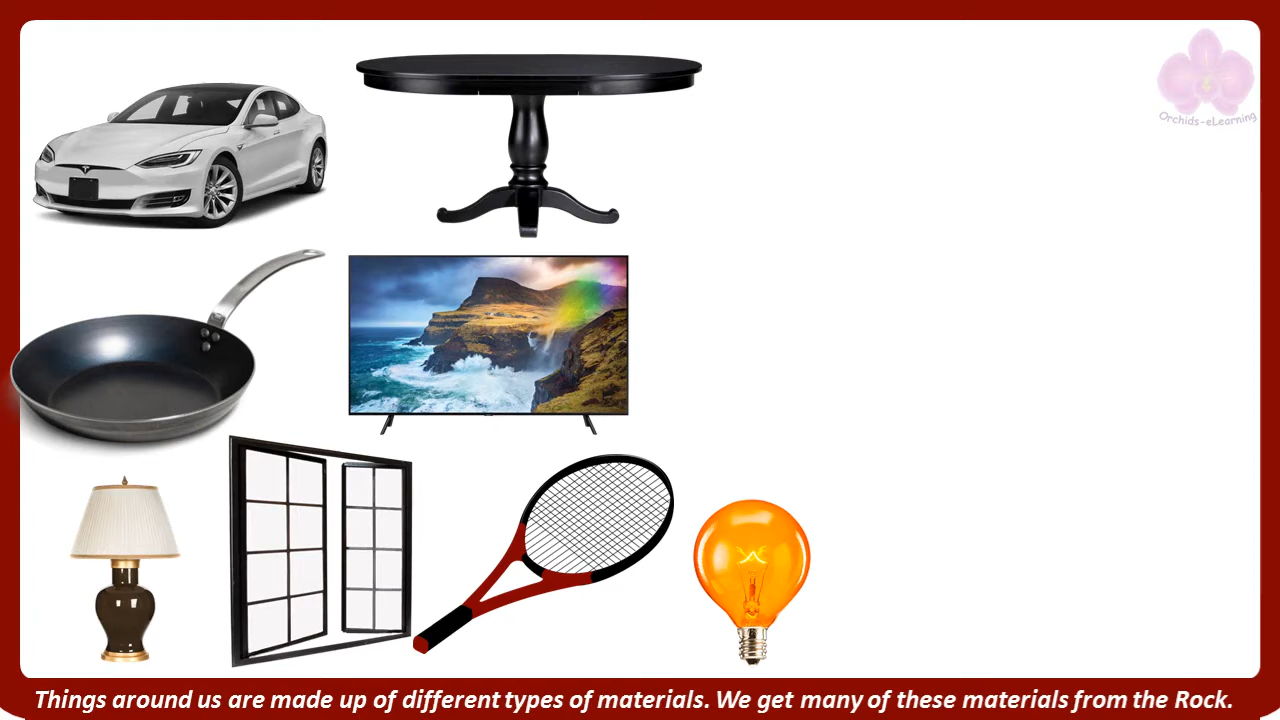 Orchids-eLearning
Things around us are made up of different types of materials. We get many of these materials from the Rock.